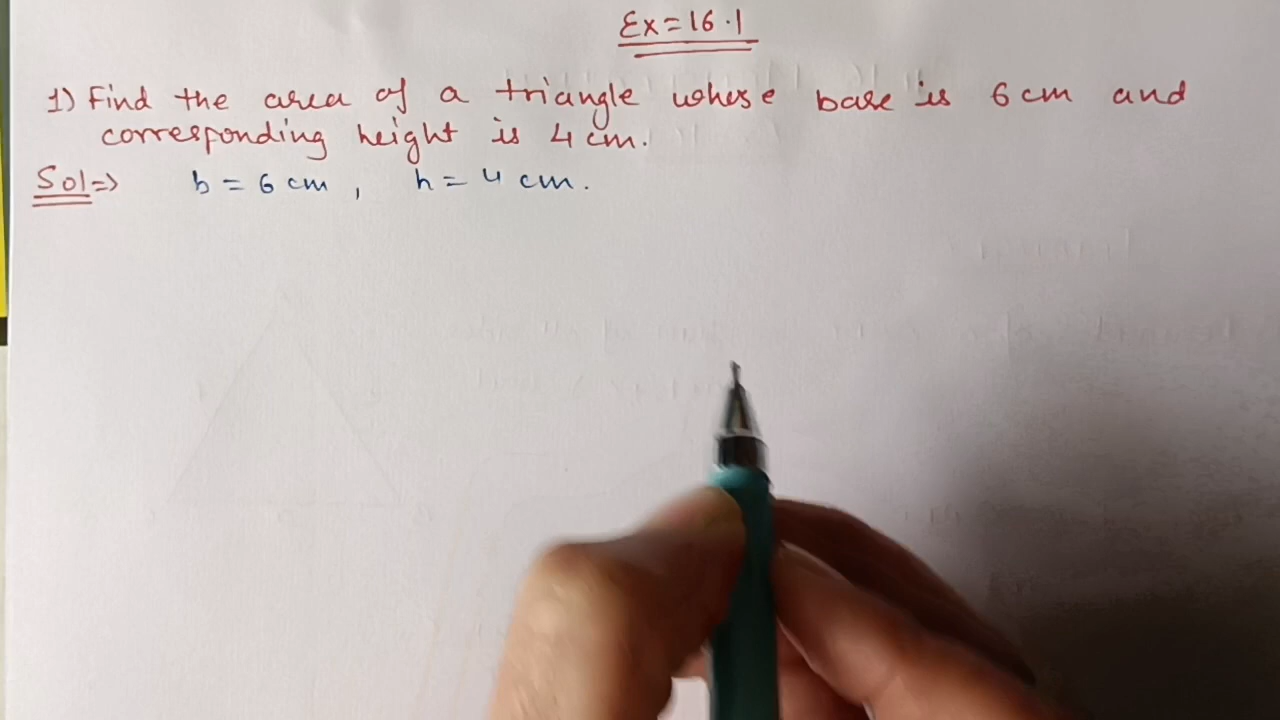 Ex=16.1
1) Find the area of a triangle whose base is 6 cm and
corresponding height is 4 cm.
Sol=> b = 6 cm, h = 4 cm.